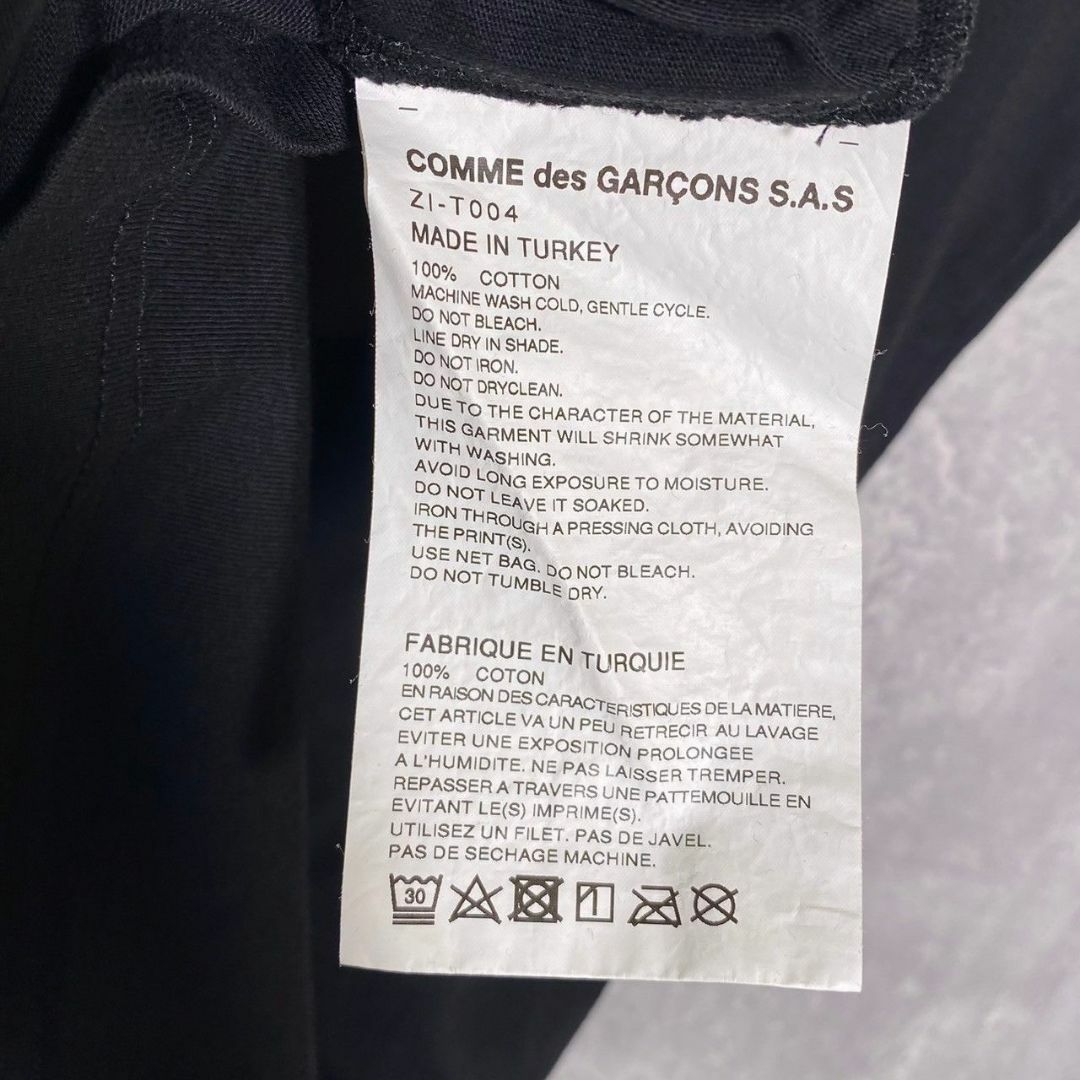 COMME des GARÇONS S.A.S
ZI-T004
MADE IN TURKEY
100% COTTON
MACHINE WASH COLD, GENTLE CYCLE.
DO NOT BLEACH.
LINE DRY IN SHADE.
DO NOT IRON.
DO NOT DRYCLEAN.
DUE TO THE CHARACTER OF THE MATERIAL,
THIS GARMENT WILL SHRINK SOMEWHAT
WITH WASHING.
AVOID LONG EXPOSURE TO MOISTURE.
DO NOT LEAVE IT SOAKED.
IRON THROUGH A PRESSING CLOTH, AVOIDING
THE PRINT(S).
USE NET BAG. DO NOT BLEACH.
DO NOT TUMBLE DRY.
FABRIQUE EN TURQUIE
100% COTON
EN RAISON DES CARACTERISTIQUES DE LA MATIERE,
CET ARTICLE VA UN PEU RETRECIR AU LAVAGE
EVITER UNE EXPOSITION PROLONGEE
A L'HUMIDITE. NE PAS LAISSER TREMPER.
REPASSER A TRAVERS UNE PATTEMOUILLE EN
EVITANT LE(S) IMPRIME(S).
UTILISEZ UN FILET. PAS DE JAVEL.
PAS DE SECHAGE MACHINE.
30